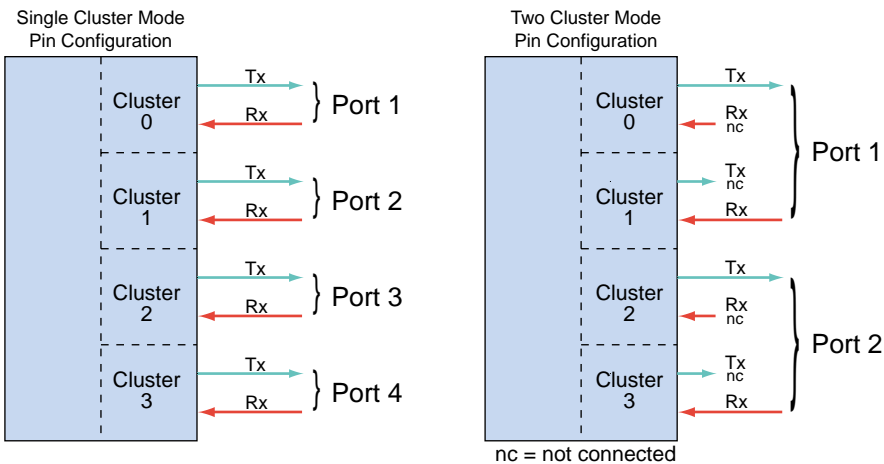 Single Cluster Mode
Pin Configuration
Cluster
0
Tx
Rx
Port 1
Cluster
1
Tx
Rx
Port 2
Cluster
2
Tx
Rx
Port 3
Cluster
3
Tx
Rx
Port 4
Two Cluster Mode
Pin Configuration
Cluster
0
Tx
Rx
nc
Cluster
1
Tx
nc
Rx
Port 1
Cluster
2
Tx
Rx
nc
Cluster
3
Tx
nc
Rx
Port 2
nc = not connected